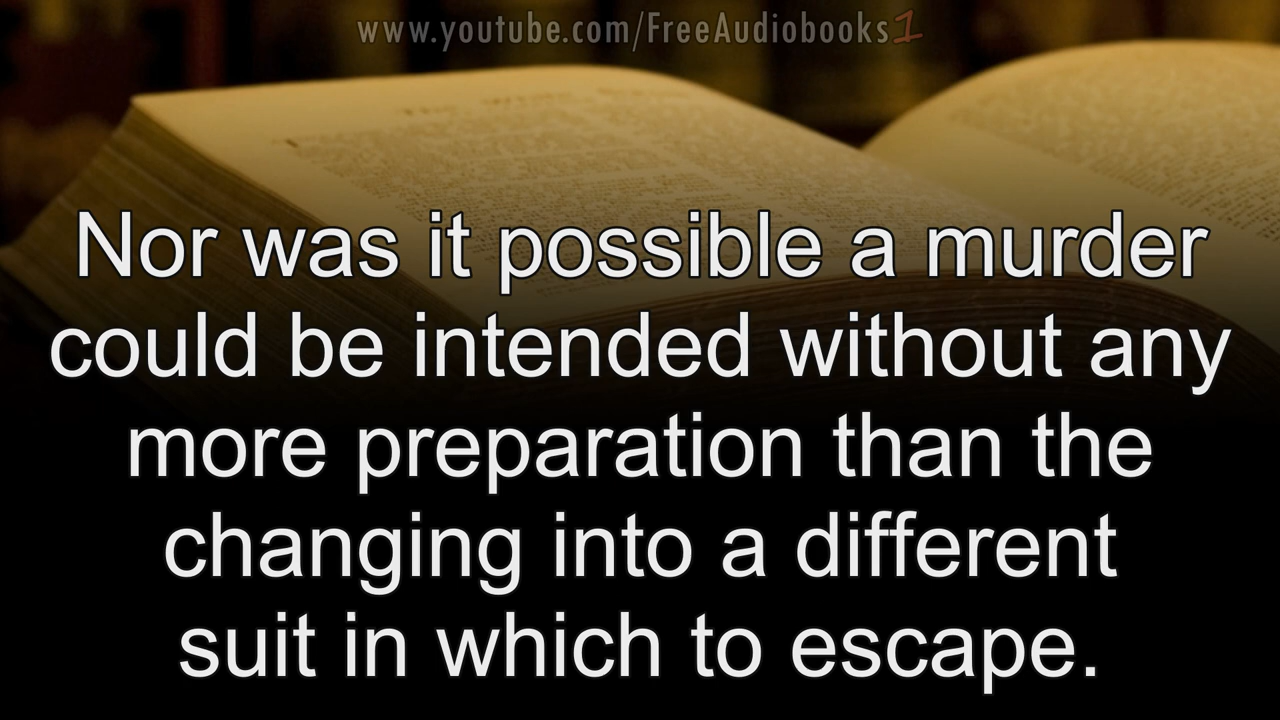 www.youtube.com/FreeAudiobooks1
Nor was it possible a murder
could be intended without any
more preparation than the
changing into a different
suit in which to escape.